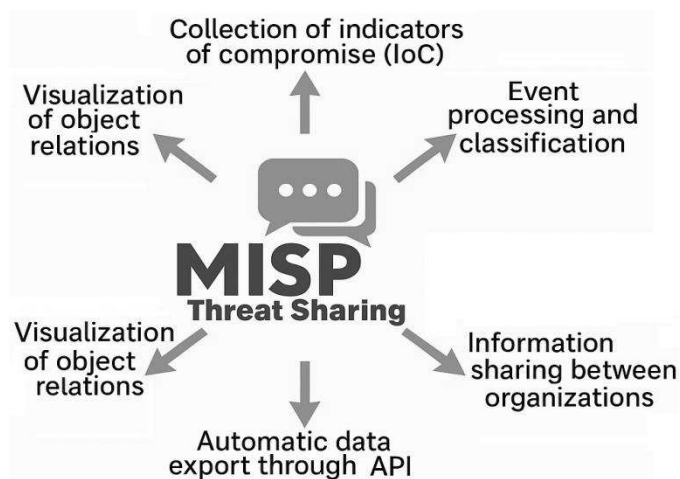 Collection of indicators
of compromise (IoC)
Visualization
of object
relations
Event
processing and
classification
MISP
Threat Sharing
Visualization
of object
relations
Information
sharing between
organizations
Automatic data
export through API